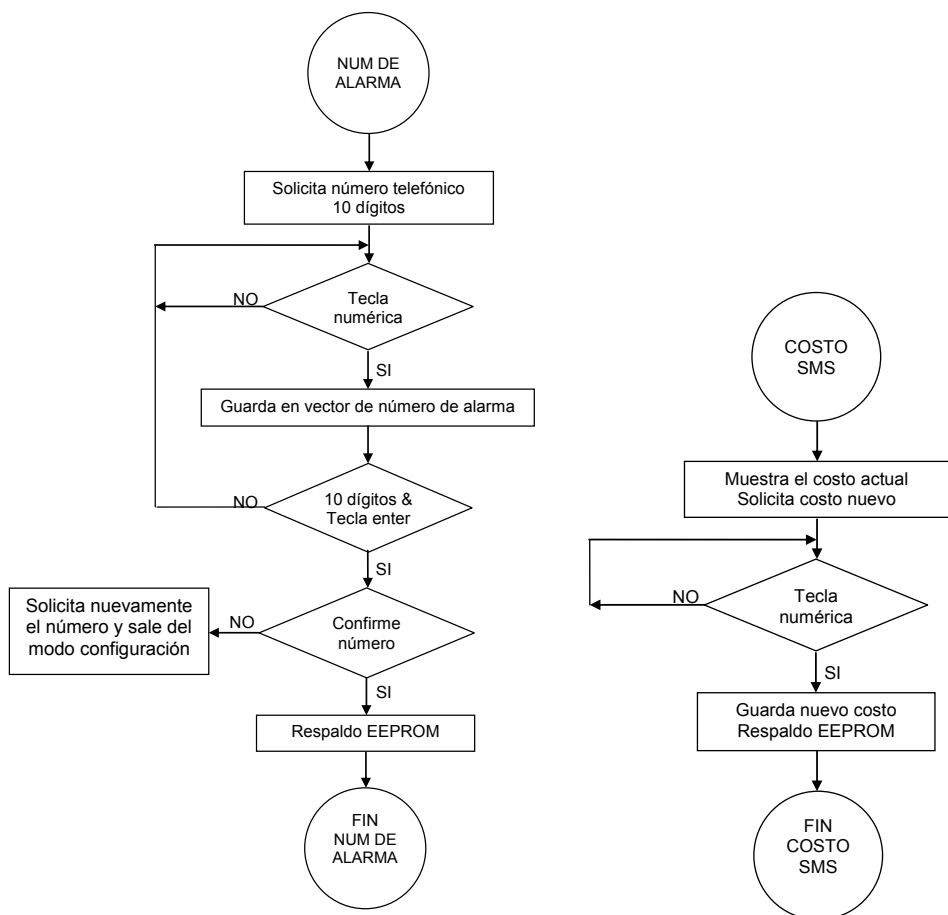 NUM DE
ALARMA
Solicita número telefónico
10 dígitos
Tecla
numérica
NO
SI
Guarda en vector de número de alarma
10 dígitos &
Tecla enter
NO
SI
Confirme
número
NO
Solicita nuevamente
el número y sale del
modo configuración
SI
Respaldo EEPROM
FIN
NUM DE
ALARMA
COSTO
SMS
Muestra el costo actual
Solicita costo nuevo
Tecla
numérica
NO
SI
Guarda nuevo costo
Respaldo EEPROM
FIN
COSTO
SMS